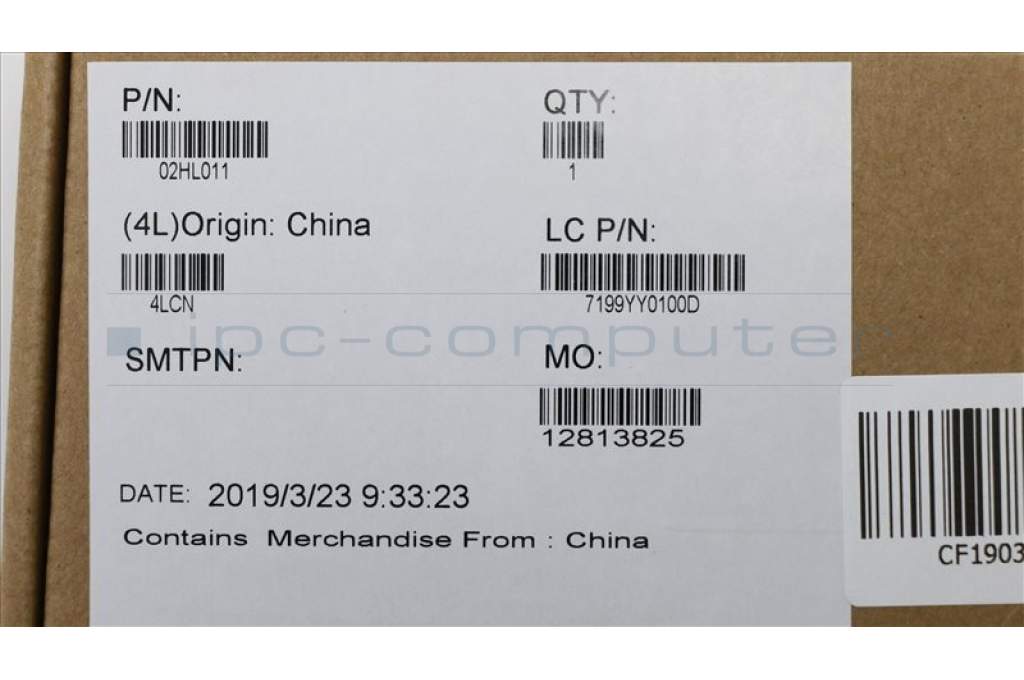 P/N:
QTY:
02HL011
1
(4L)Origin: China
LC P/N:
4LCN
7199YY0100D
ipc-computer
SMTPN:
MO:
12813825
DATE: 2019/3/23 9:33:23
Contains Merchandise From : China
CF1903